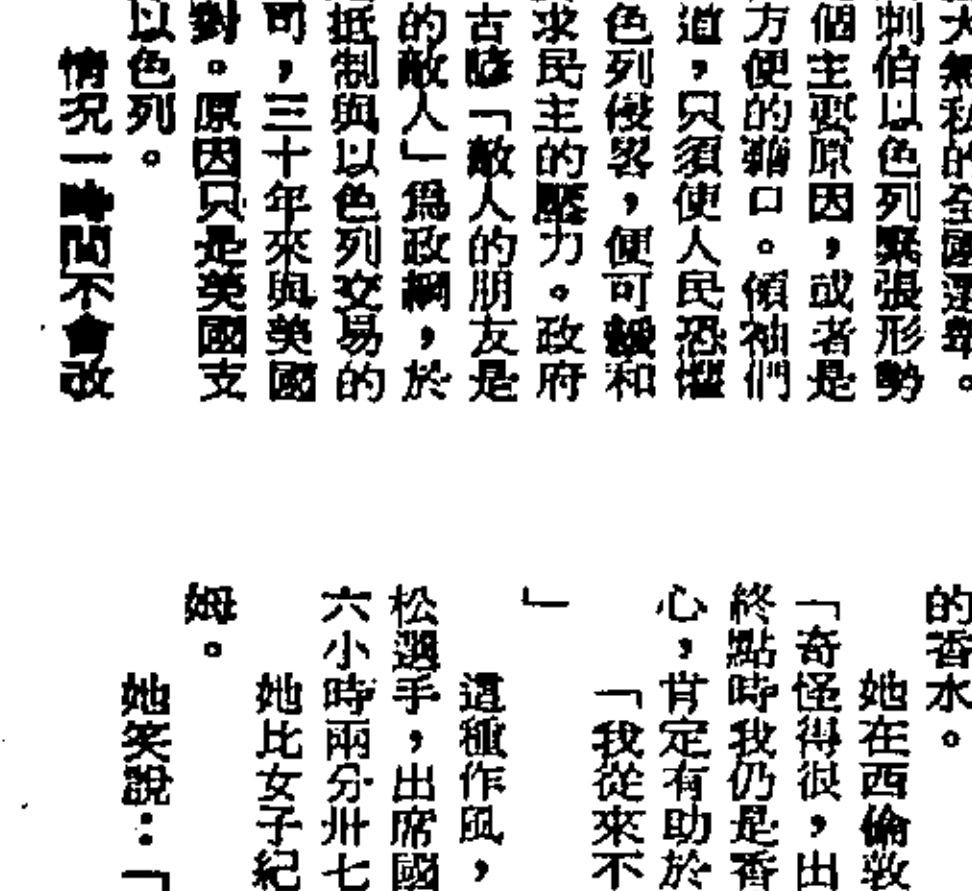 大無私的全國選舉。
刺伯以色列緊張形勢
個主要原因，或者是
方便的藉口。傾袖們
道，只須使人民恐懼
色列侵畧，便可緩和
求民主的壓力。政府
古諺「敵人的朋友是
的敵人」爲政綱，於
抵制與以色列交易的
司，三十年來與美國
對。原因只是美國支
以色列。
情況一時間不會改
的香水。
她在西倫敦
「奇怪得很，出
終點時我仍是香
心，肯定有助於
「我從來不
」
這種作風，
松選手，出席國
六小時兩分卅七
她比女子紀
姆。
她笑說：「